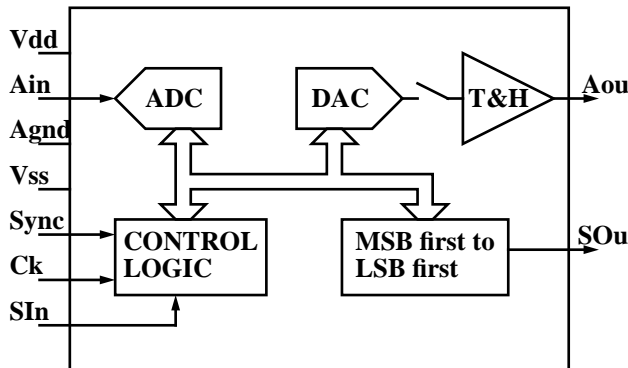 Vdd
Ain
Agnd
Vss
Sync
Ck
SIn
ADC
DAC
T&H
Aou
CONTROL
LOGIC
MSB first to
LSB first
SOu